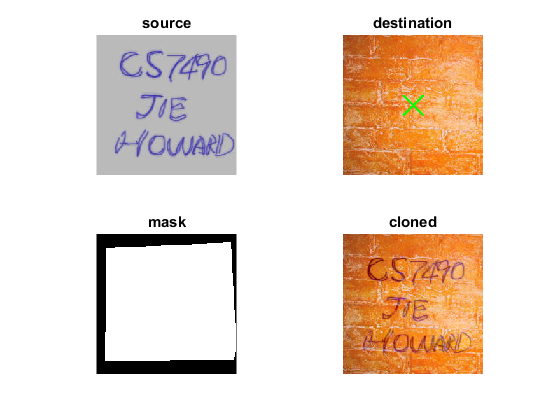 source
CS7490
JIE
HOWARD
destination
mask
cloned
CS7490
JIE
HOWARD